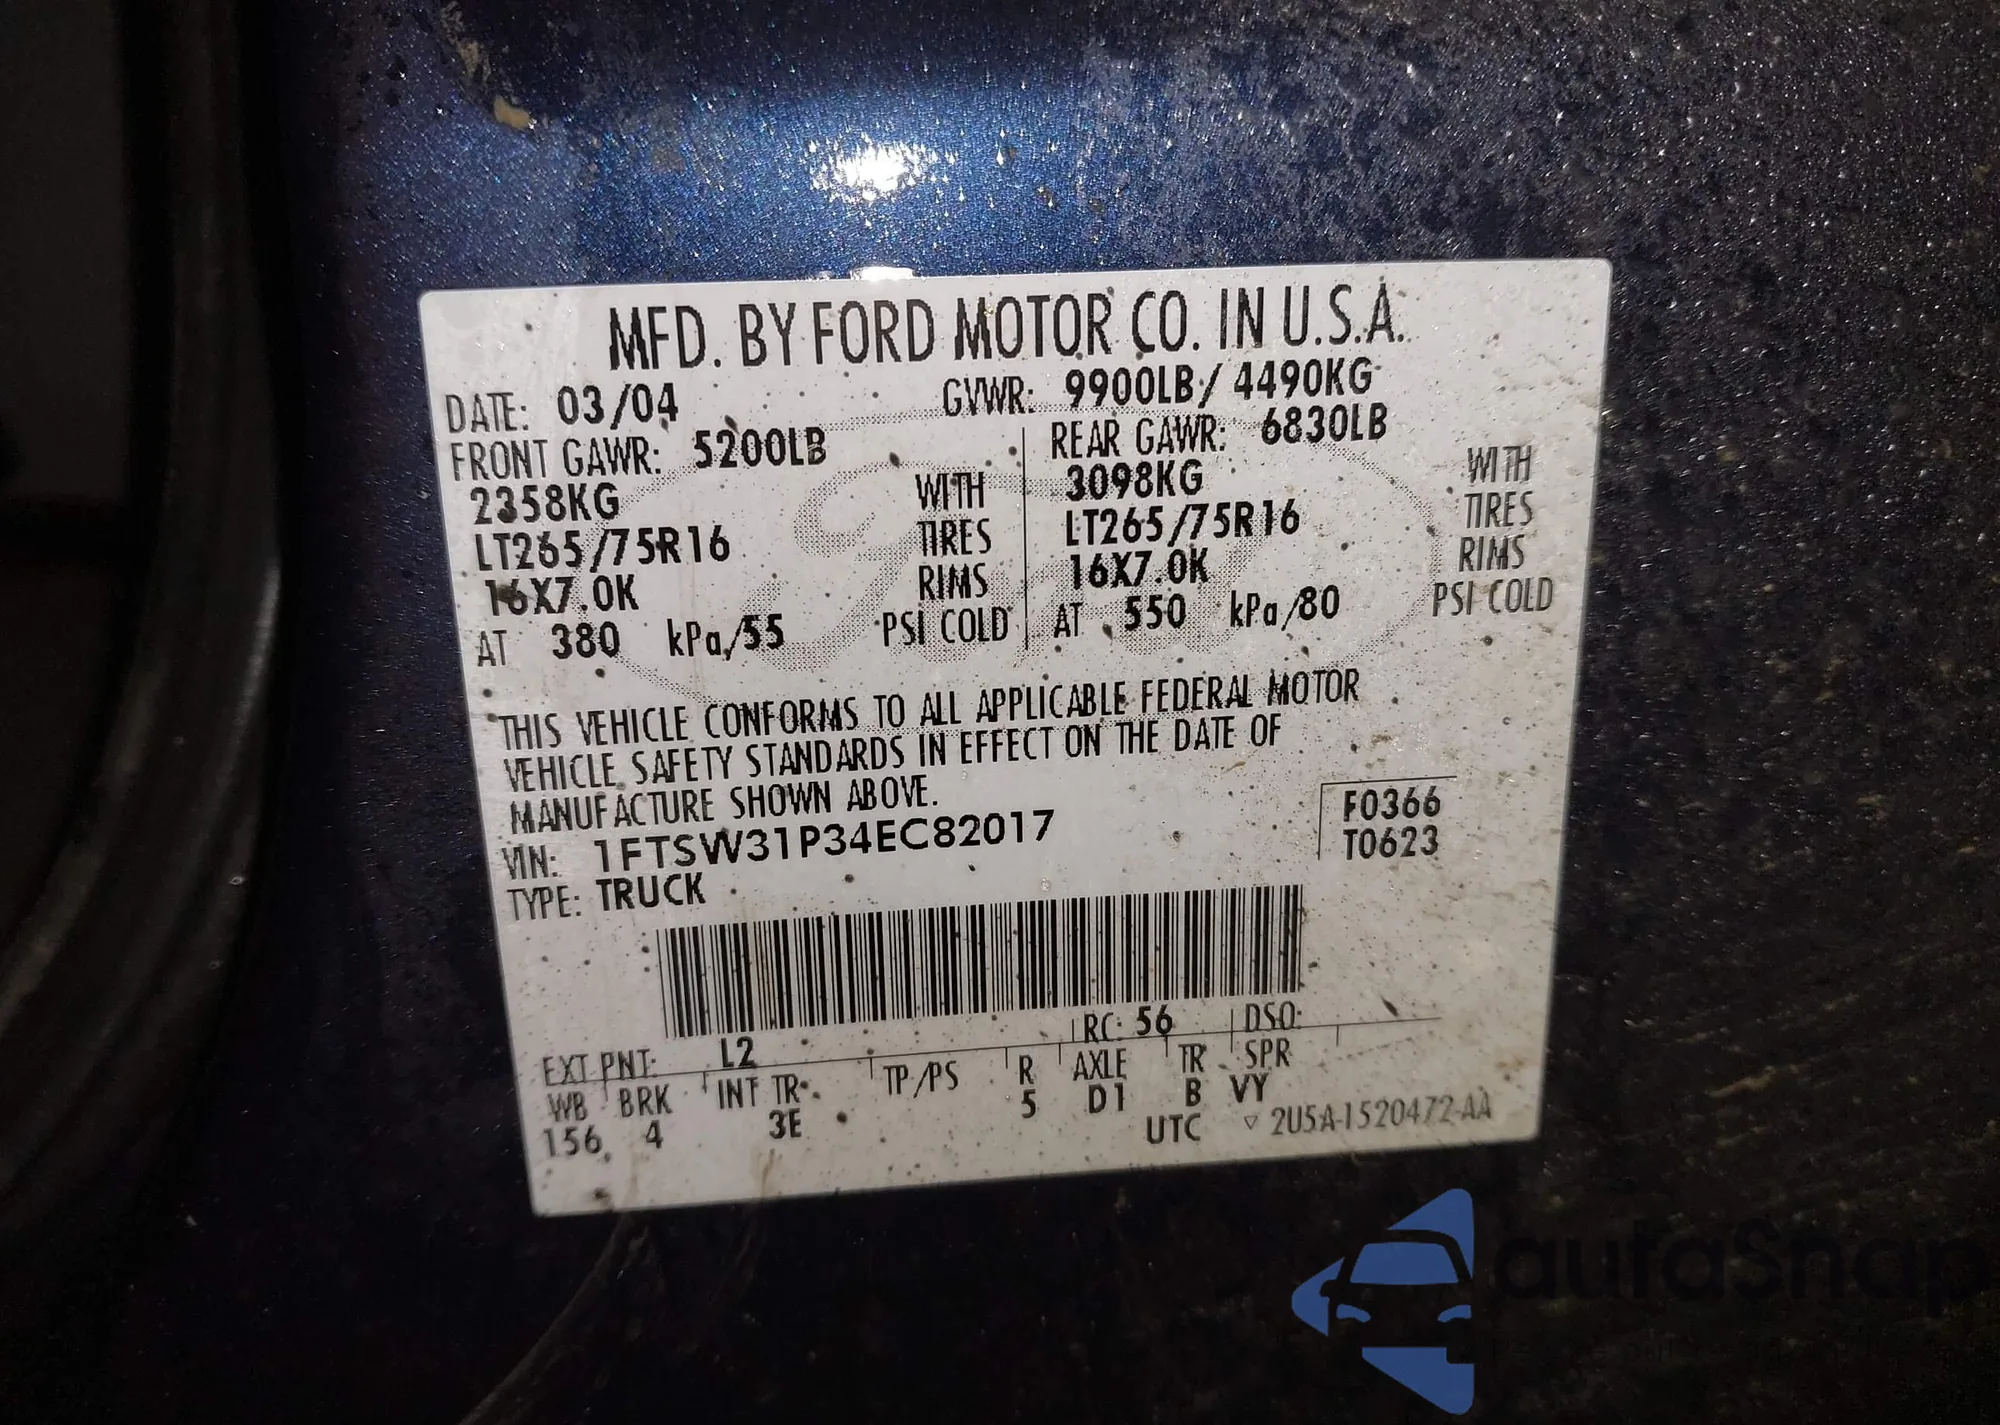 MFD. BY FORD MOTOR CO. IN U.S.A.
DATE: 03/04 GVWR: 9900LB/ 4490KG
FRONT GAWR: 5200LB REAR GAWR: 6830LB
2358KG WITH 3098KG WITH
LT265/75R16 TIRES LT265/75R16 TIRES
16X7.0K RIMS 16X7.0K RIMS
AT 380 kPa/55 PSI COLD AT 550 kPa/80 PSI COLD
THIS VEHICLE CONFORMS TO ALL APPLICABLE FEDERAL MOTOR
VEHICLE SAFETY STANDARDS IN EFFECT ON THE DATE OF
MANUFACTURE SHOWN ABOVE.
VIN: 1FTSW31P34EC82017
F0366
T0623
TYPE: TRUCK
EXT PNT: L2 RC: 56 DSO:
WB BRK INT TR TP/PS R AXLE TR SPR
156 4 3E 5 D1 B VY
UTC ▽ 2U5A-1520472-AA
autaSnap